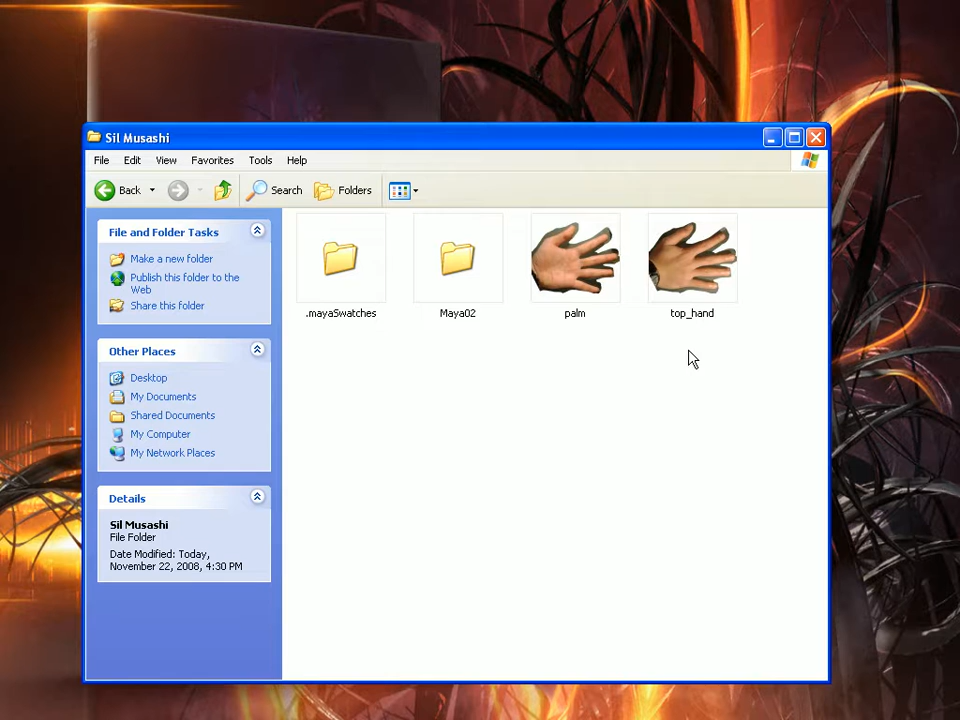 Sil Musashi
File Edit View Favorites Tools Help
Back Search Folders
File and Folder Tasks
Make a new folder
Publish this folder to the
Web
Share this folder
Other Places
Desktop
My Documents
Shared Documents
My Computer
My Network Places
Details
Sil Musashi
File Folder
Date Modified: Today,
November 22, 2008, 4:30 PM
.mayaSwatches Maya02 palm top_hand